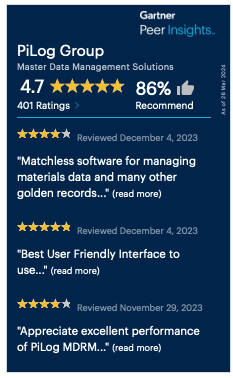 Gartner
Peer Insights™
PiLog Group
Master Data Management Solutions
4.7
86%
401 Ratings >
Recommend
As of 26 Mar 2024
Reviewed December 4, 2023
"Matchless software for managing
materials data and many other
golden records..." (read more)
Reviewed December 4, 2023
"Best User Friendly Interface to
use..." (read more)
Reviewed November 29, 2023
"Appreciate excellent performance
of PiLog MDRM..." (read more)